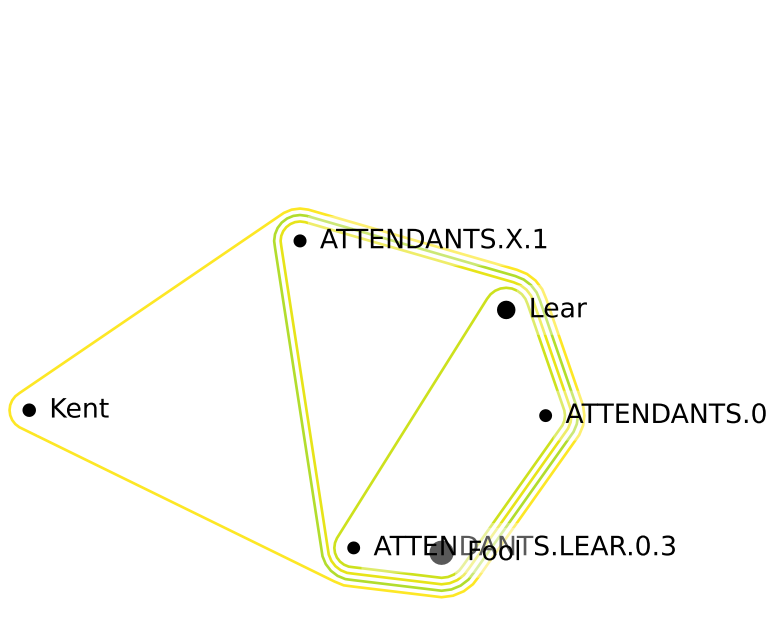 ATTENDANTS.X.1
Lear
Kent
ATTENDANTS.0
ATTENDANTS.LEAR.0.3
Fool